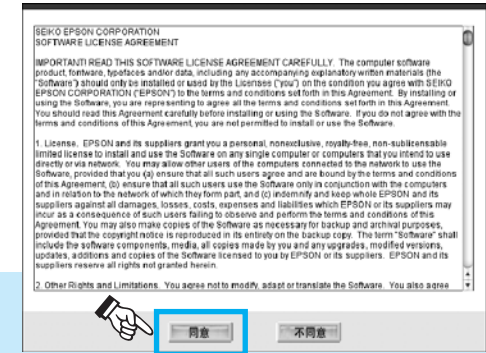 SEIKO EPSON CORPORATION
SOFTWARE LICENSE AGREEMENT
IMPORTANT! READ THIS SOFTWARE LICENSE AGREEMENT CAREFULLY. The computer software
product, fontware, typefaces and/or data, including any accompanying explanatory written materials (the
"Software") should only be installed or used by the Licensee ("you") on the condition you agree with SEIKO
EPSON CORPORATION ("EPSON") to the terms and conditions set forth in this Agreement. By installing or
using the Software, you are representing to agree all the terms and conditions set forth in this Agreement.
You should read this Agreement carefully before installing or using the Software. If you do not agree with the
terms and conditions of this Agreement, you are not permitted to install or use the Software.
1. License. EPSON and its suppliers grant you a personal, nonexclusive, royalty-free, non-sublicensable
limited license to install and use the Software on any single computer or computers that you intend to use
directly or via network. You may allow other users of the computers connected to the network to use the
Software, provided that you (a) ensure that all such users agree and are bound by the terms and conditions
of this Agreement, (b) ensure that all such users use the Software only in conjunction with the computers
and in relation to the network of which they form part, and (c) indemnify and keep whole EPSON and its
suppliers against all damages, losses, costs, expenses and liabilities which EPSON or its suppliers may
incur as a consequence of such users failing to observe and perform the terms and conditions of this
Agreement. You may also make copies of the Software as necessary for backup and archival purposes,
provided that the copyright notice is reproduced in its entirety on the backup copy. The term "Software" shall
include the software components, media, all copies made by you and any upgrades, modified versions,
updates, additions and copies of the Software licensed to you by EPSON or its suppliers. EPSON and its
suppliers reserve all rights not granted herein.
2. Other Rights and Limitations. You agree not to modify, adapt or translate the Software. You also agree
同意
不同意